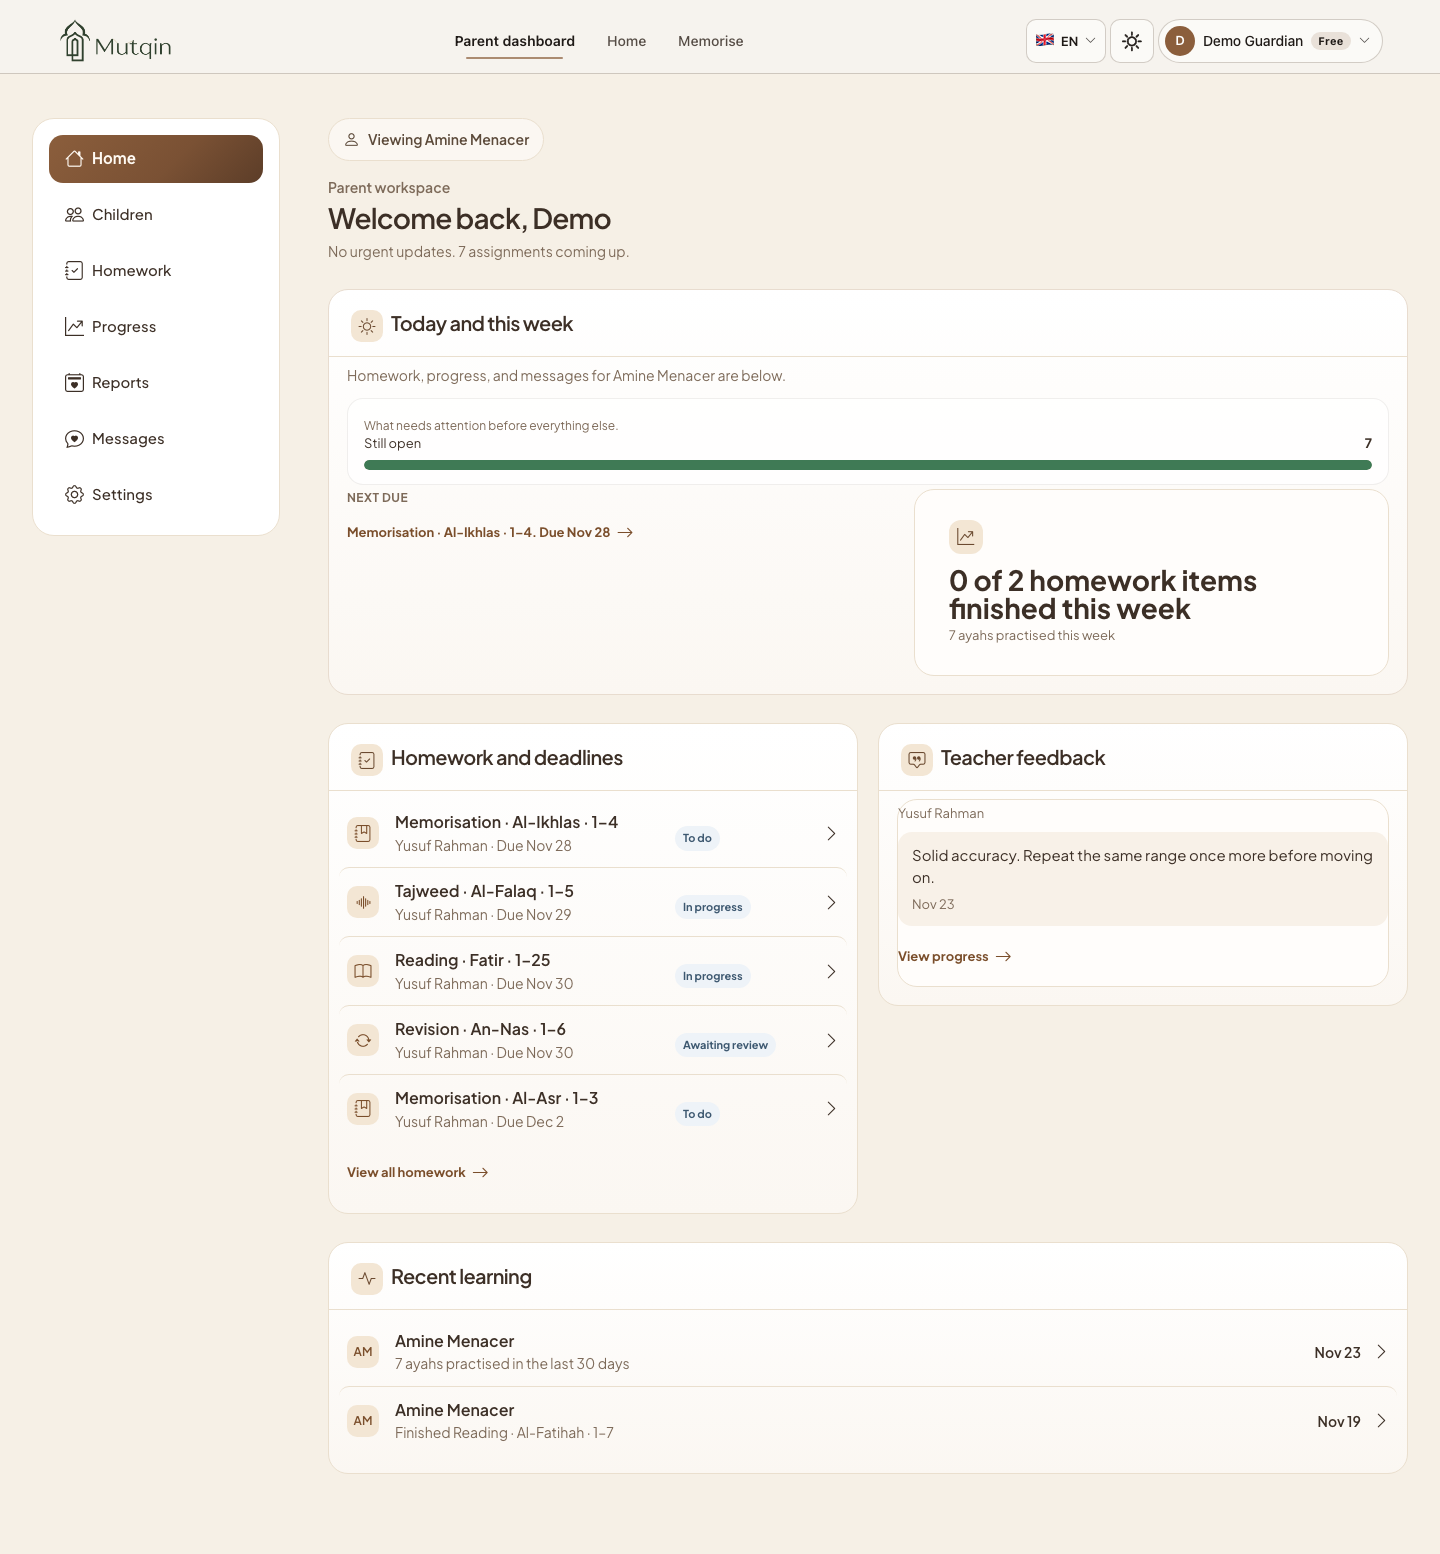 Mutqin
Parent dashboard
Home
Memorise
EN
D
Demo Guardian
Free
Home
Children
Homework
Progress
Reports
Messages
Settings
Viewing Amine Menacer
Parent workspace
Welcome back, Demo
No urgent updates. 7 assignments coming up.
Today and this week
Homework, progress, and messages for Amine Menacer are below.
What needs attention before everything else.
Still open
7
NEXT DUE
Memorisation · Al-Ikhlas · 1–4. Due Nov 28
0 of 2 homework items
finished this week
7 ayahs practised this week
Homework and deadlines
Memorisation · Al-Ikhlas · 1–4
Yusuf Rahman · Due Nov 28
To do
Tajweed · Al-Falaq · 1–5
Yusuf Rahman · Due Nov 29
In progress
Reading · Fatir · 1–25
Yusuf Rahman · Due Nov 30
In progress
Revision · An-Nas · 1–6
Yusuf Rahman · Due Nov 30
Awaiting review
Memorisation · Al-Asr · 1–3
Yusuf Rahman · Due Dec 2
To do
View all homework
Teacher feedback
Yusuf Rahman
Solid accuracy. Repeat the same range once more before moving
on.
Nov 23
View progress
Recent learning
AM
Amine Menacer
7 ayahs practised in the last 30 days
Nov 23
AM
Amine Menacer
Finished Reading · Al-Fatihah · 1–7
Nov 19